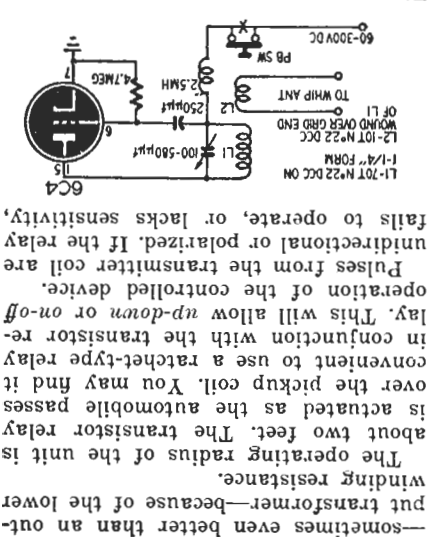 —sometimes even better than an out-
put transformer—because of the lower
winding resistance.
The operating radius of the unit is
about two feet. The transistor relay
is actuated as the automobile passes
over the pickup coil. You may find it
convenient to use a ratchet-type relay
in conjunction with the transistor re-
lay. This will allow up-down or on-off
operation of the controlled device.
Pulses from the transmitter coil are
unidirectional or polarized. If the relay
fails to operate, or lacks sensitivity,
L1-70T Nº22 DCC ON
1-1/4" FORM
L2-10T Nº22 DCC
WOUND OVER GRID END
OF L1
6C4
1
5
6
7
L1
100-580µµf
250µµf
L2
4.7MEG
2.5MH
TO WHIP ANT
PB SW
X
60-300V DC